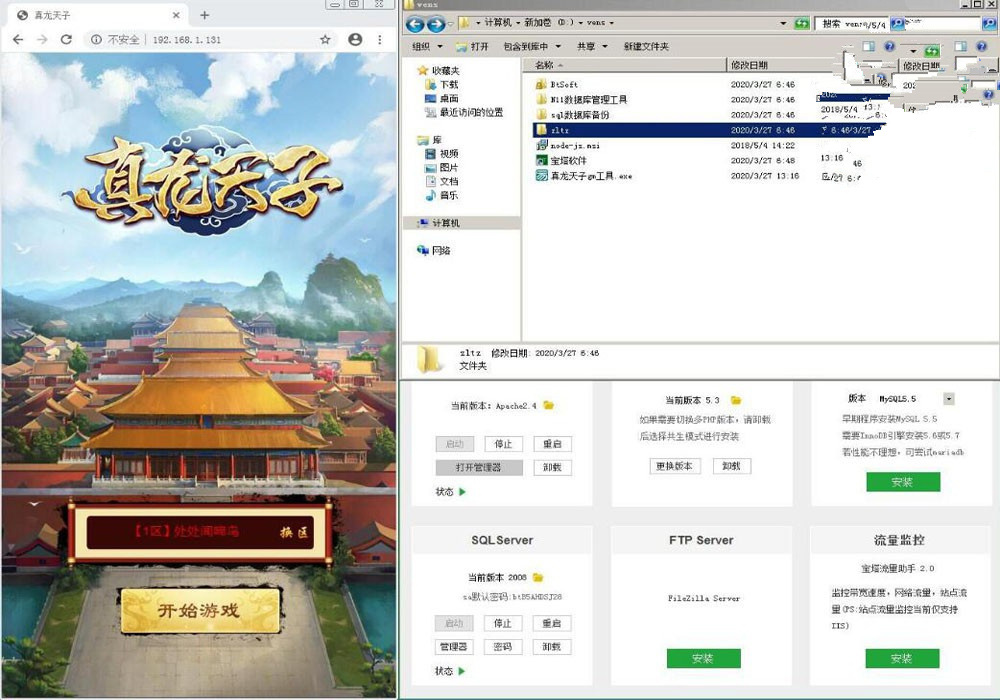 真龙天子
不安全 192.168.1.131
真龙天子
【1区】处处闻啼鸟 换区
开始游戏
vens
计算机 新加卷 (D:) vens
搜索 vens
组织 打开 包含到库中 共享 新建文件夹
收藏夹
下载
桌面
最近访问的位置
库
视频
图片
文档
音乐
计算机
网络
名称 修改日期
修改日期
BtSoft 2020/3/27 6:46
N11数据库管理工具 2020/3/27 6:46
sql数据库备份 2020/3/27 6:46
2018/5/4
zltz 2020/3/27 6:46
6:46/3/27
node-js.msi 2018/5/4 14:22
宝塔软件 2020/3/27 6:48
13:16
46
真龙天子gm工具.exe 2020/3/27 13:16
zltz 修改日期: 2020/3/27 6:46
文件夹
当前版本: Apache2.4
启动 停止 重启
打开管理器 卸载
状态
当前版本 5.3
如果需要切换多PHP版本，请卸载
后选择共生模式进行安装
更换版本 卸载
版本 MySQL5.5
早期程序安装MySQL 5.5
需要InnoDB引擎安装5.6或5.7
若性能不理想，可尝试mariadb
安装
SQLServer
当前版本 2008
sa默认密码:btB5AHDSJ28
启动 停止 重启
管理器 密码 卸载
状态
FTP Server
FileZilla Server
安装
流量监控
宝塔流量助手 2.0
监控带宽速度，网络流量，站点流
量(PS:站点流量监控当前仅支持
IIS)
安装